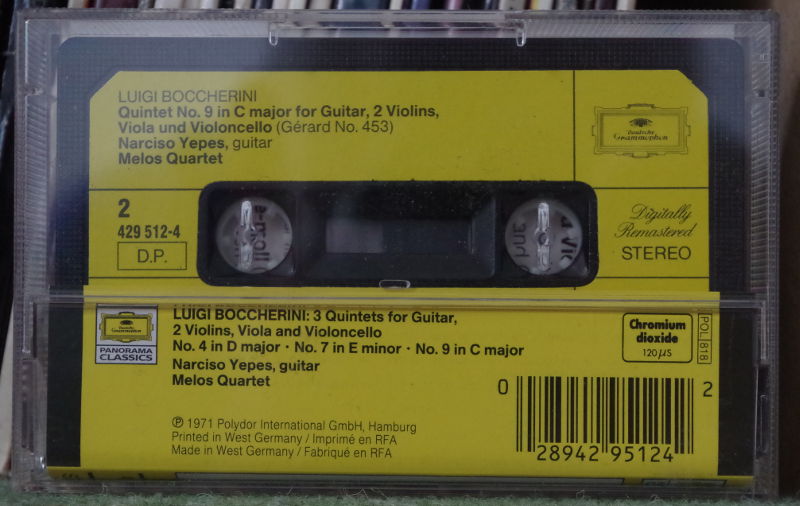 LUIGI BOCCHERINI
Quintet No. 9 in C major for Guitar, 2 Violins,
Viola und Violoncello (Gérard No. 453)
Narciso Yepes, guitar
Melos Quartet
Deutsche
Grammophon
2
429 512-4
D.P.
Digitally
Remastered
STEREO
LUIGI BOCCHERINI: 3 Quintets for Guitar,
2 Violins, Viola and Violoncello
No. 4 in D major · No. 7 in E minor · No. 9 in C major
Narciso Yepes, guitar
Melos Quartet
Deutsche
Grammophon
PANORAMA
CLASSICS
Chromium
dioxide
120 µS
POL 818
℗ 1971 Polydor International GmbH, Hamburg
Printed in West Germany / Imprimé en RFA
Made in West Germany / Fabriqué en RFA
0 28942 95124 2